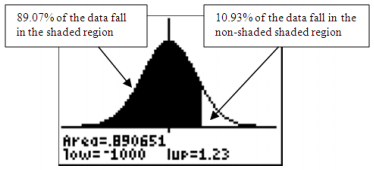 89.07% of the data fall
in the shaded region
10.93% of the data fall in the
non-shaded shaded region
Area=.890651
low=-1000 up=1.23